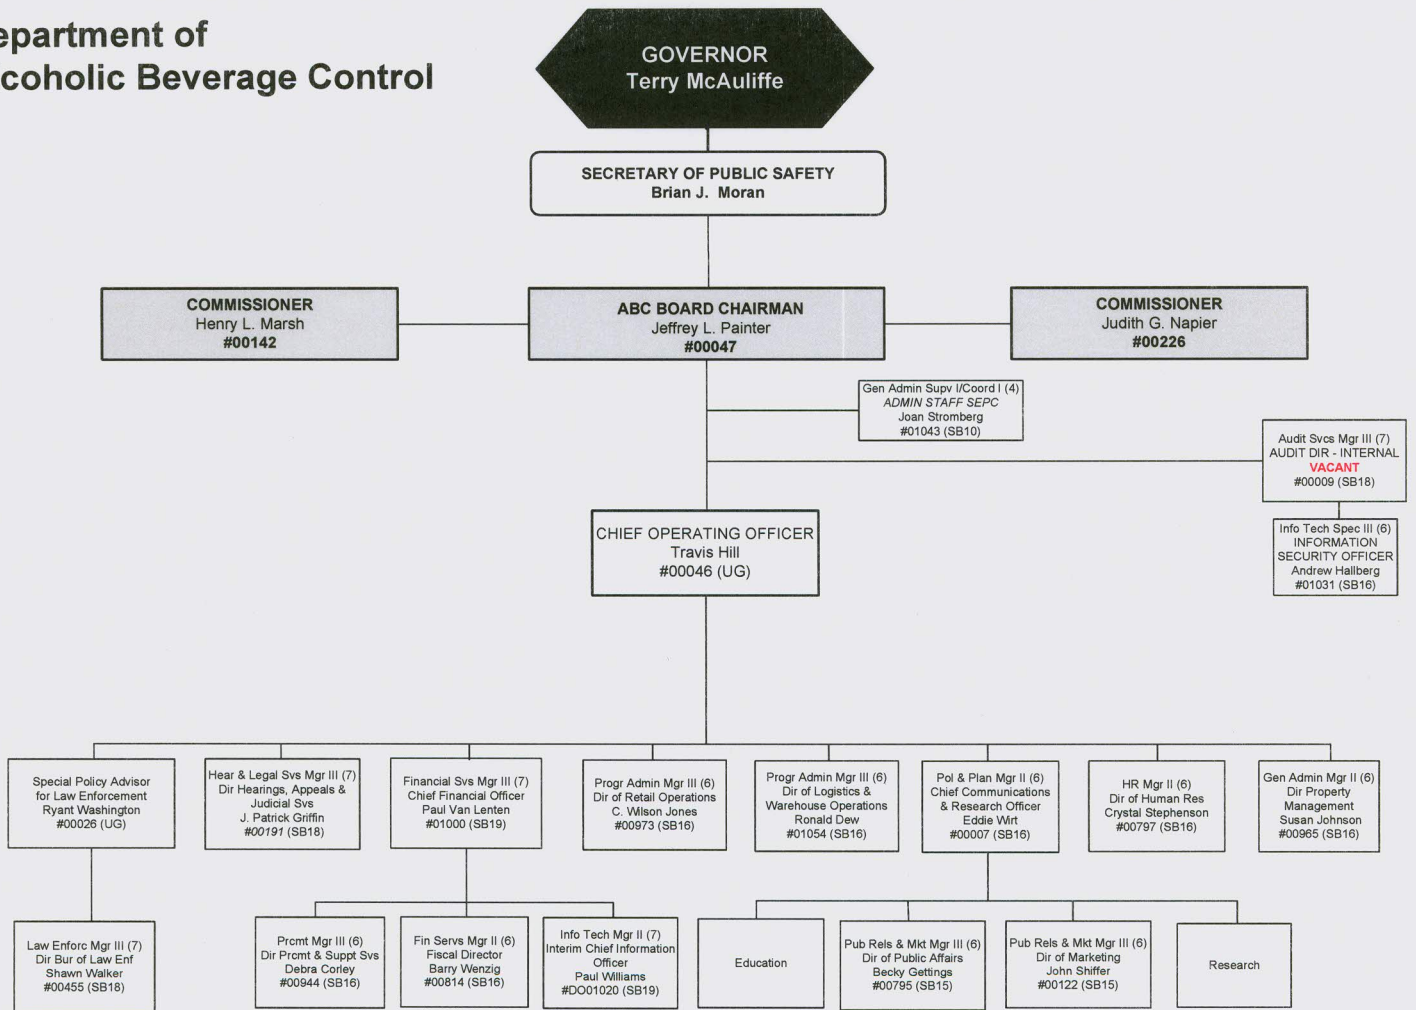 epartment of
coholic Beverage Control
GOVERNOR
Terry McAuliffe
SECRETARY OF PUBLIC SAFETY
Brian J. Moran
COMMISSIONER
Henry L. Marsh
#00142
ABC BOARD CHAIRMAN
Jeffrey L. Painter
#00047
COMMISSIONER
Judith G. Napier
#00226
Gen Admin Supv I/Coord I (4)
ADMIN STAFF SEPC
Joan Stromberg
#01043 (SB10)
Audit Svcs Mgr III (7)
AUDIT DIR - INTERNAL
VACANT
#00009 (SB18)
Info Tech Spec III (6)
INFORMATION
SECURITY OFFICER
Andrew Hallberg
#01031 (SB16)
CHIEF OPERATING OFFICER
Travis Hill
#00046 (UG)
Special Policy Advisor
for Law Enforcement
Ryant Washington
#00026 (UG)
Hear & Legal Svs Mgr III (7)
Dir Hearings, Appeals &
Judicial Svs
J. Patrick Griffin
#00191 (SB18)
Financial Svs Mgr III (7)
Chief Financial Officer
Paul Van Lenten
#01000 (SB19)
Progr Admin Mgr III (6)
Dir of Retail Operations
C. Wilson Jones
#00973 (SB16)
Progr Admin Mgr III (6)
Dir of Logistics &
Warehouse Operations
Ronald Dew
#01054 (SB16)
Pol & Plan Mgr II (6)
Chief Communications
& Research Officer
Eddie Wirt
#00007 (SB16)
HR Mgr II (6)
Dir of Human Res
Crystal Stephenson
#00797 (SB16)
Gen Admin Mgr II (6)
Dir Property
Management
Susan Johnson
#00965 (SB16)
Law Enforc Mgr III (7)
Dir Bur of Law Enf
Shawn Walker
#00455 (SB18)
Prcmt Mgr III (6)
Dir Prcmt & Suppt Svs
Debra Corley
#00944 (SB16)
Fin Servs Mgr II (6)
Fiscal Director
Barry Wenzig
#00814 (SB16)
Info Tech Mgr II (7)
Interim Chief Information
Officer
Paul Williams
#DO01020 (SB19)
Education
Pub Rels & Mkt Mgr III (6)
Dir of Public Affairs
Becky Gettings
#00795 (SB15)
Pub Rels & Mkt Mgr III (6)
Dir of Marketing
John Shiffer
#00122 (SB15)
Research